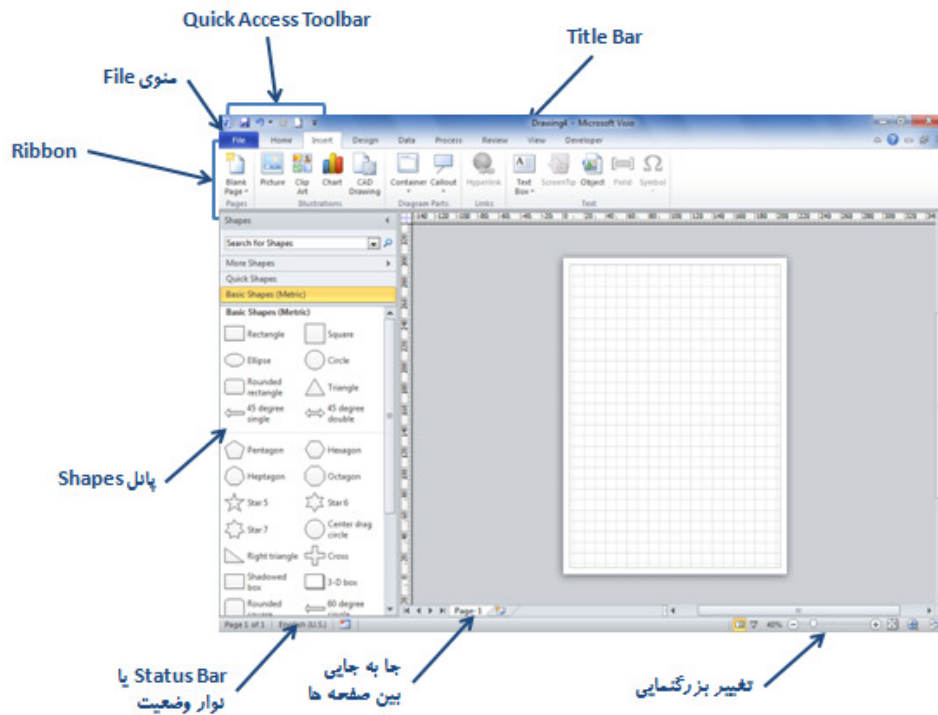 Quick Access Toolbar
Title Bar
منوی File
Ribbon
Drawing4 - Microsoft Visio
File Home Insert Design Data Process Review View Developer
Blank Page Picture Clip Art Chart CAD Drawing Container Callout Hyperlink Text Box ScreenTip Object Field Symbol
Pages Illustrations Diagram Parts Links Text
Shapes
Search for Shapes
More Shapes
Quick Shapes
Basic Shapes (Metric)
Basic Shapes (Metric)
Rectangle Square
Ellipse Circle
Rounded rectangle Triangle
45 degree single 45 degree double
Pentagon Hexagon
پانل Shapes
Heptagon Octagon
Star 5 Star 6
Star 7 Center drag circle
Right triangle Cross
Shadowed box 3-D box
Rounded square 60 degree single
Page-1
Page 1 of 1 English (U.S.) 40%
Status Bar یا
نوار وضعیت
جا به جایی
بین صفحه ها
تغییر بزرگنمایی